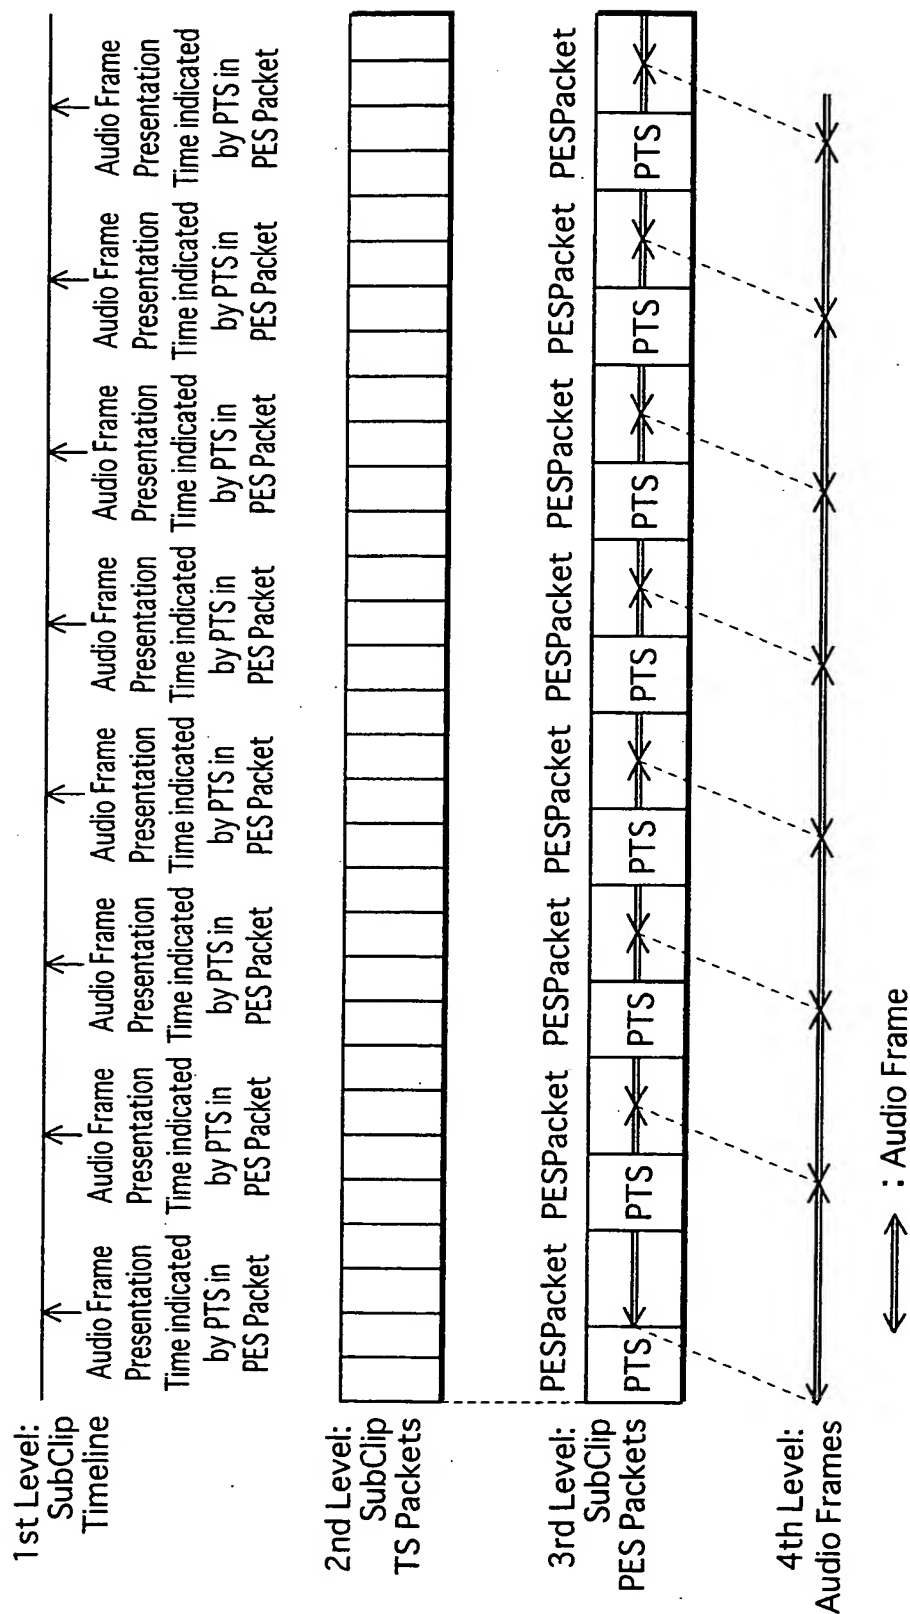 1st Level:
SubClip
Timeline
Audio Frame
Presentation
Time indicated
by PTS in
PES Packet
Audio Frame
Presentation
Time indicated
by PTS in
PES Packet
Audio Frame
Presentation
Time indicated
by PTS in
PES Packet
Audio Frame
Presentation
Time indicated
by PTS in
PES Packet
Audio Frame
Presentation
Time indicated
by PTS in
PES Packet
Audio Frame
Presentation
Time indicated
by PTS in
PES Packet
Audio Frame
Presentation
Time indicated
by PTS in
PES Packet
Audio Frame
Presentation
Time indicated
by PTS in
PES Packet
2nd Level:
SubClip
TS Packets
3rd Level:
SubClip
PES Packets
PESPacket PESPacket PESPacket PESPacket PESPacket PESPacket PESPacket PESPacket
PTS PTS PTS PTS PTS PTS PTS PTS
4th Level:
Audio Frames
: Audio Frame